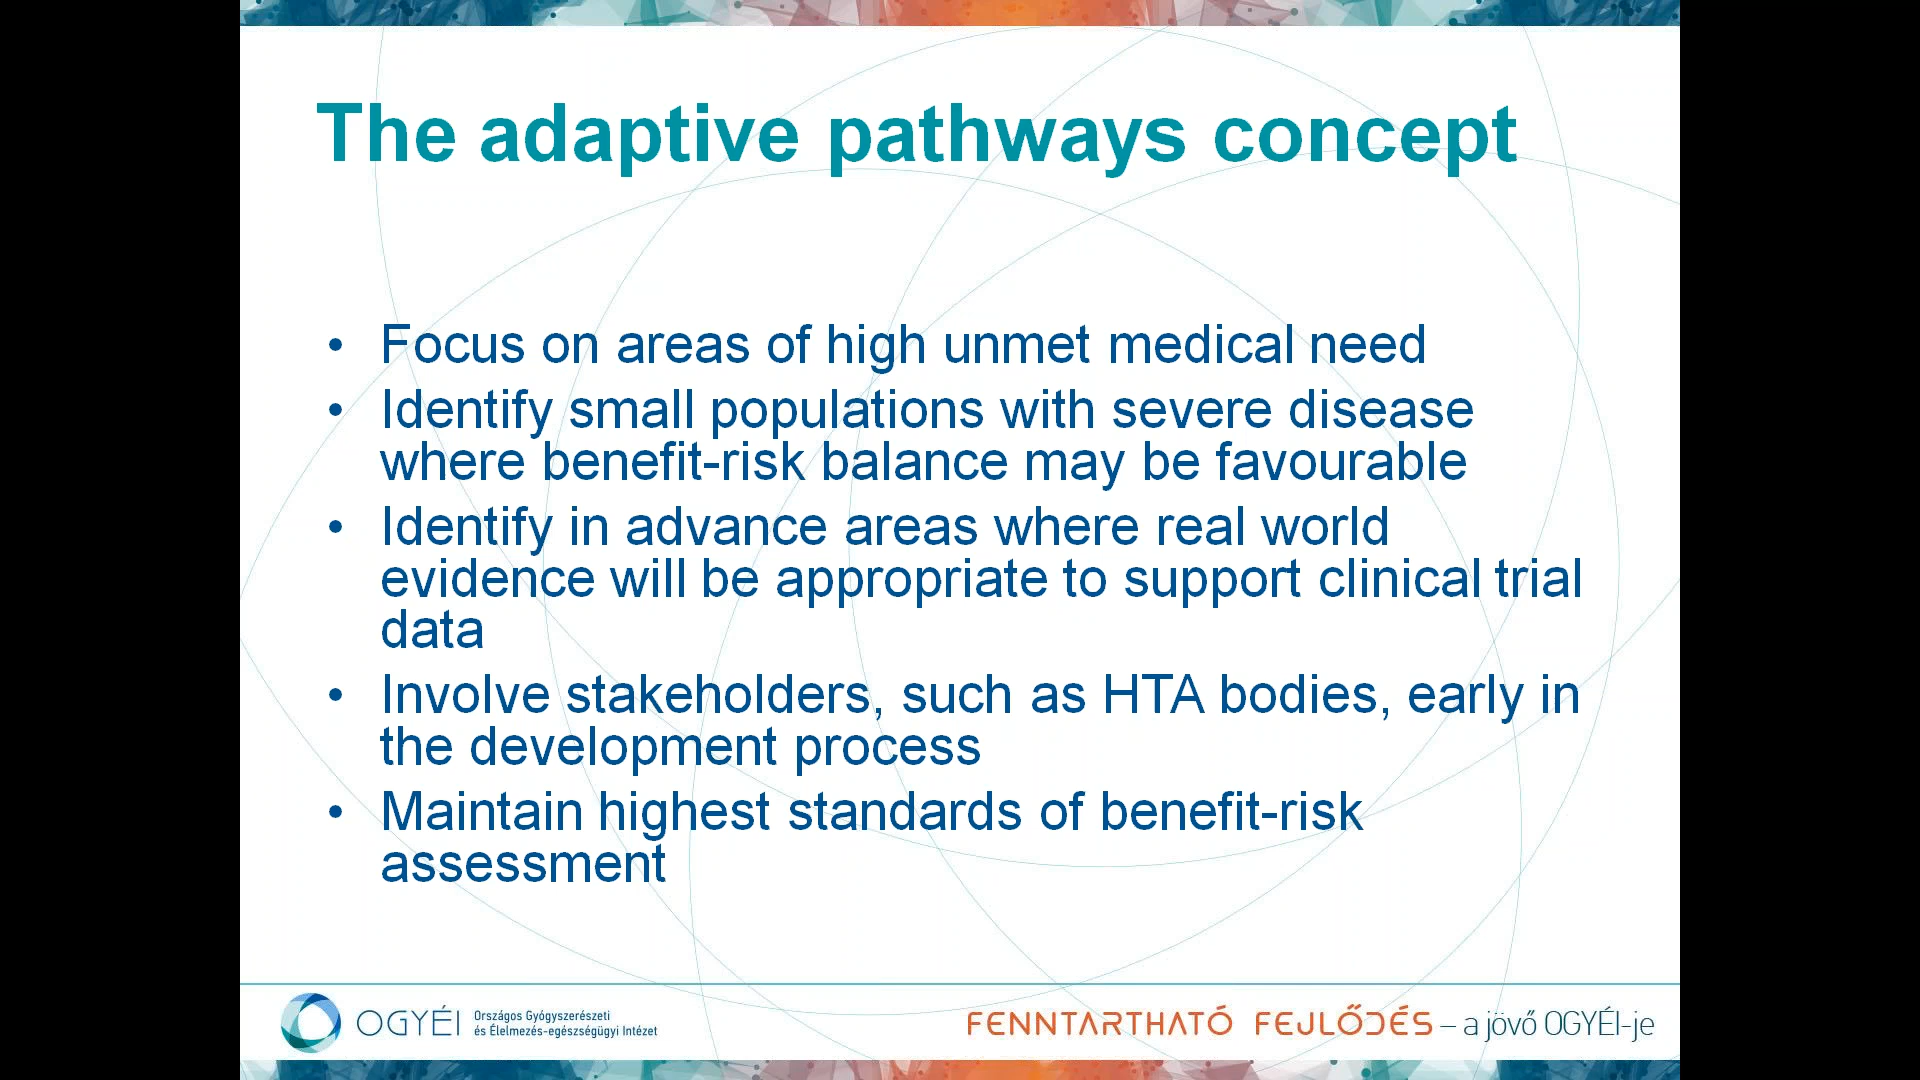 The adaptive pathways concept
• Focus on areas of high unmet medical need
• Identify small populations with severe disease
where benefit-risk balance may be favourable
• Identify in advance areas where real world
evidence will be appropriate to support clinical trial
data
• Involve stakeholders, such as HTA bodies, early in
the development process
• Maintain highest standards of benefit-risk
assessment
OGYÉI
Országos Gyógyszerészeti
és Élelmezés-egészségügyi Intézet
FENNTARTHATÓ FEJLŐDÉS – a jövő OGYÉI-je